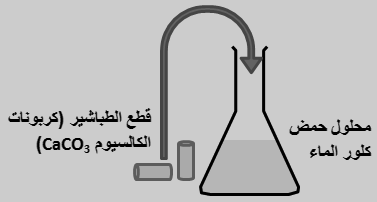 قطع الطباشير (كربونات
الكالسيوم CaCO₃)
محلول حمض
كلور الماء